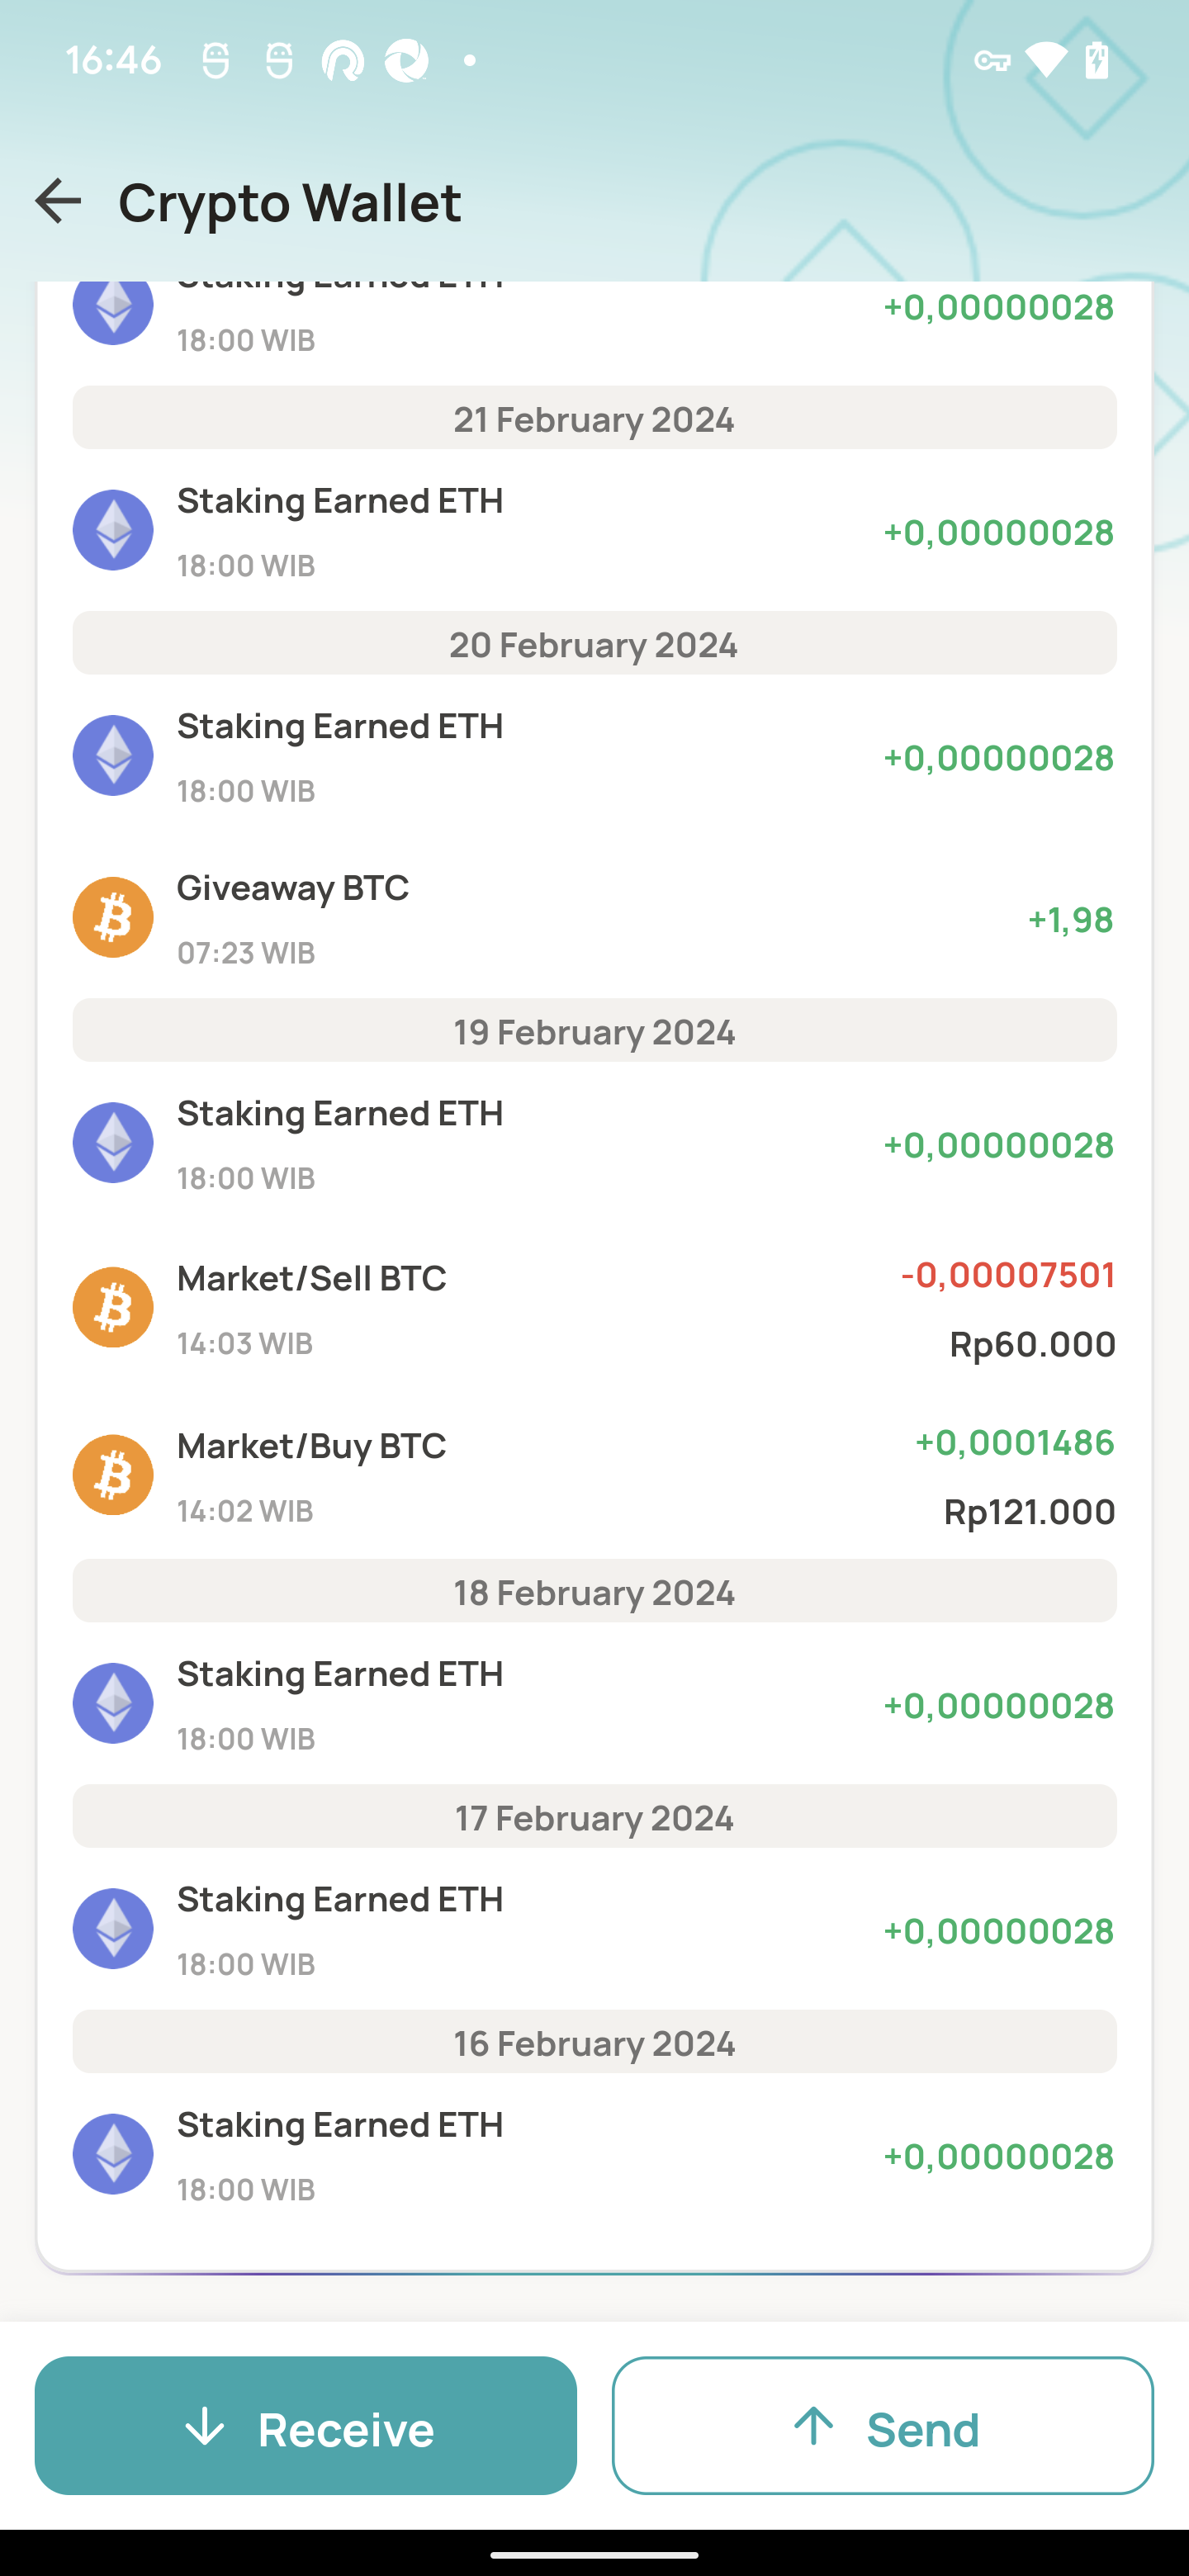 16:46
Crypto Wallet
Staking Earned ETH
+0,00000028
18:00 WIB
21 February 2024
Staking Earned ETH
+0,00000028
18:00 WIB
20 February 2024
Staking Earned ETH
+0,00000028
18:00 WIB
Giveaway BTC
+1,98
07:23 WIB
19 February 2024
Staking Earned ETH
+0,00000028
18:00 WIB
Market/Sell BTC
-0,00007501
14:03 WIB
Rp60.000
Market/Buy BTC
+0,0001486
14:02 WIB
Rp121.000
18 February 2024
Staking Earned ETH
+0,00000028
18:00 WIB
17 February 2024
Staking Earned ETH
+0,00000028
18:00 WIB
16 February 2024
Staking Earned ETH
+0,00000028
18:00 WIB
Receive
Send